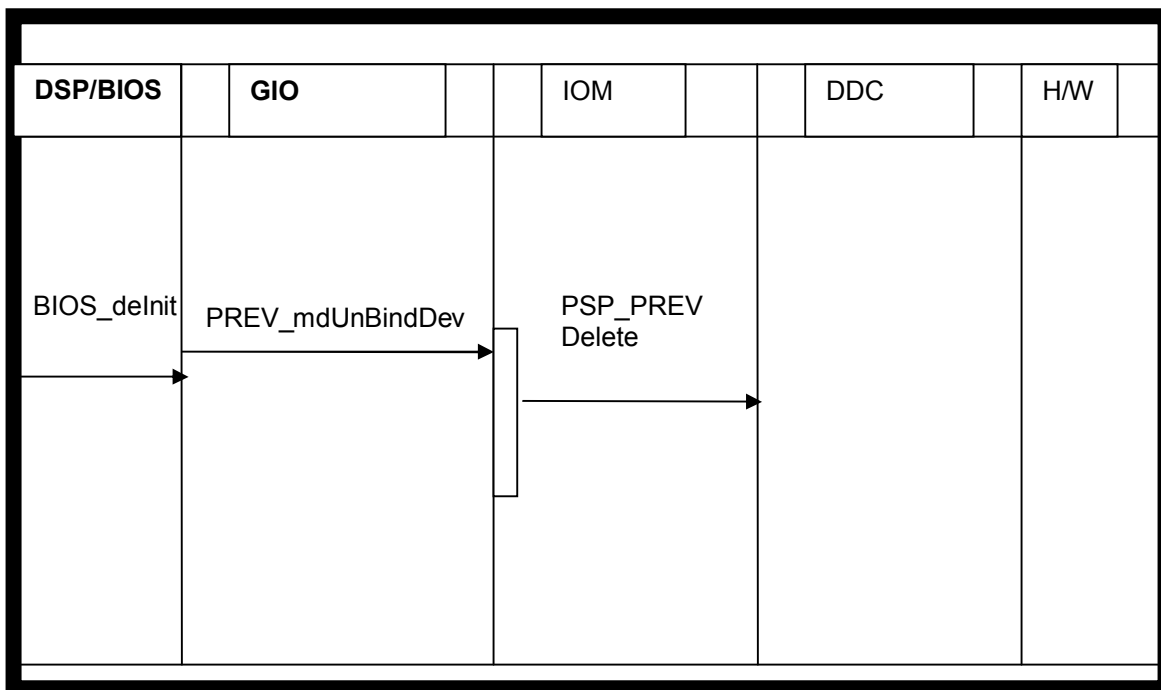 DSP/BIOS
GIO
IOM
DDC
H/W
BIOS_deInit
PREV_mdUnBindDev
PSP_PREV
Delete